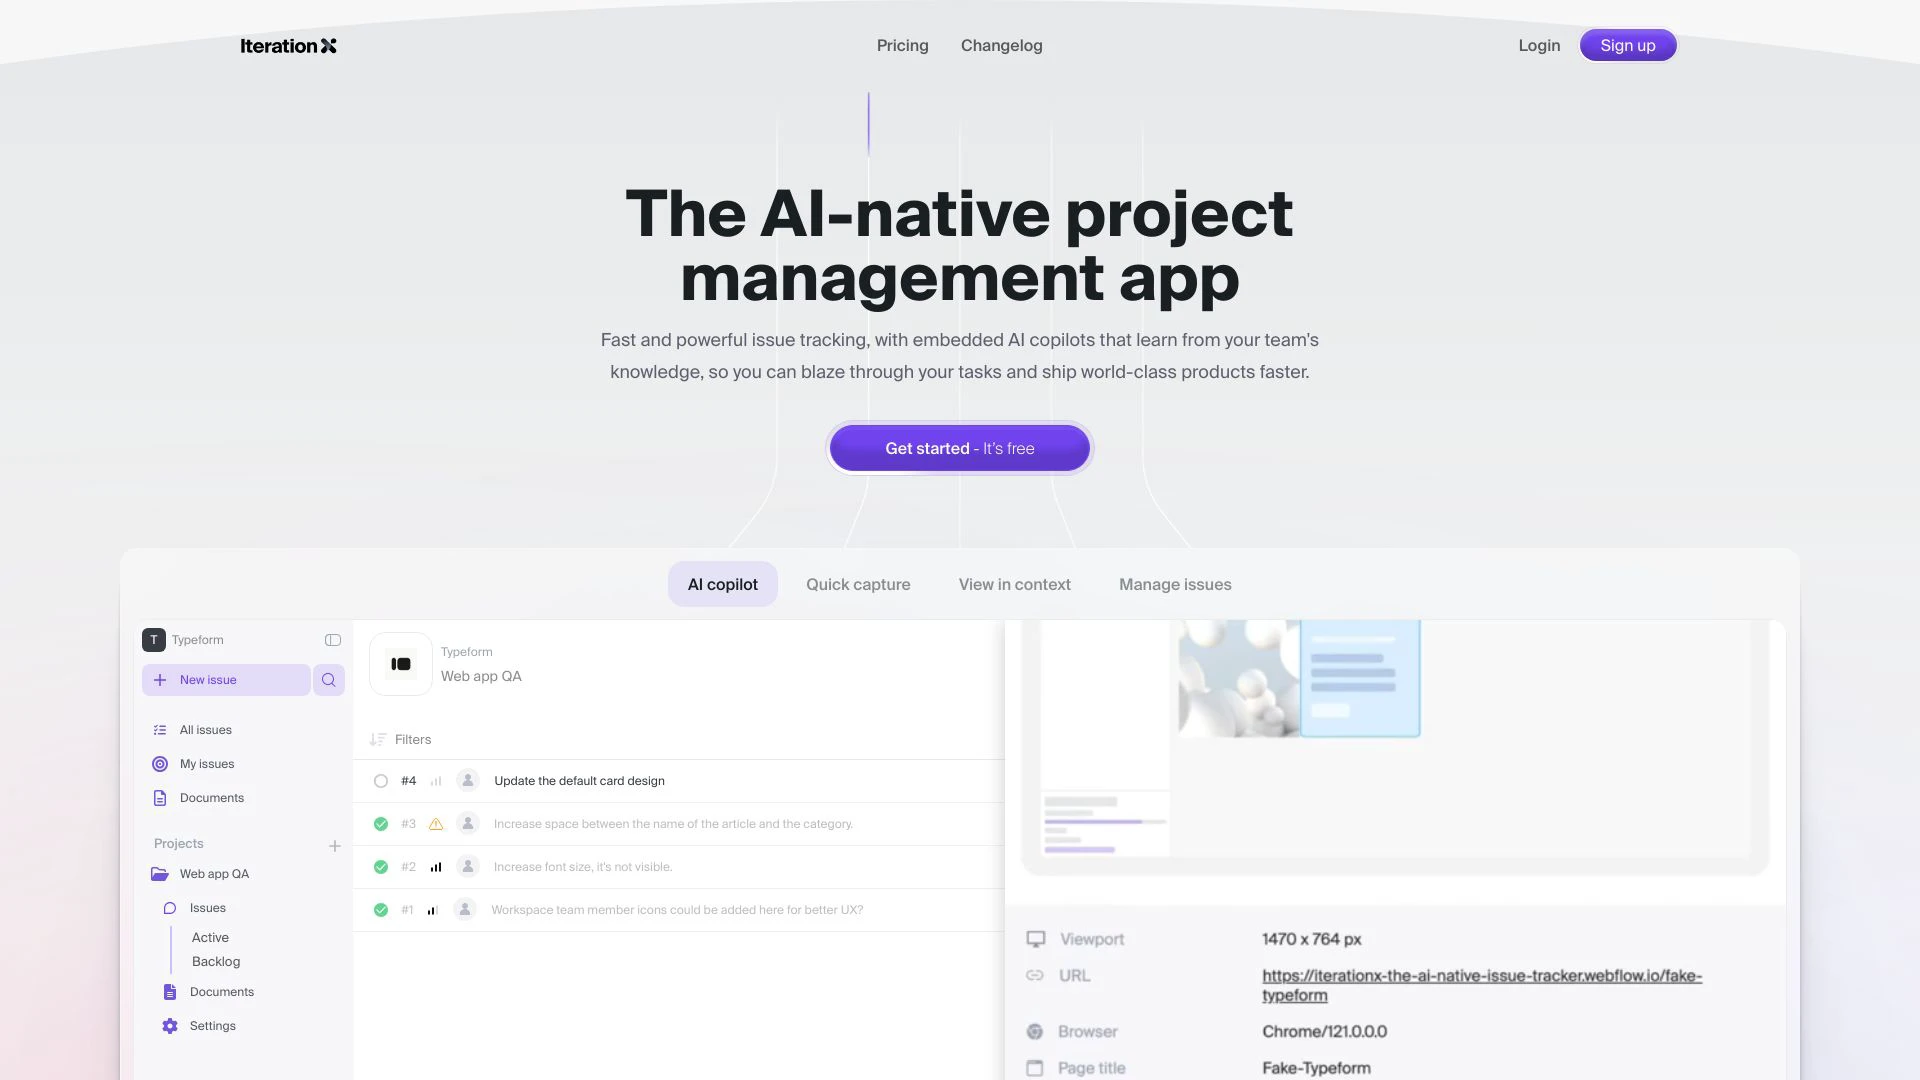 Iteration X
Pricing
Changelog
Login
Sign up
The AI-native project
management app
Fast and powerful issue tracking, with embedded AI copilots that learn from your team's
knowledge, so you can blaze through your tasks and ship world-class products faster.
Get started - It's free
AI copilot
Quick capture
View in context
Manage issues
T Typeform
New issue
All issues
My issues
Documents
Projects
Web app QA
Issues
Active
Backlog
Documents
Settings
Typeform
Web app QA
Filters
#4 Update the default card design
#3 Increase space between the name of the article and the category.
#2 Increase font size, it's not visible.
#1 Workspace team member icons could be added here for better UX?
Viewport 1470 x 764 px
URL https://iterationx-the-ai-native-issue-tracker.webflow.io/fake-
typeform
Browser Chrome/121.0.0.0
Page title Fake-Typeform